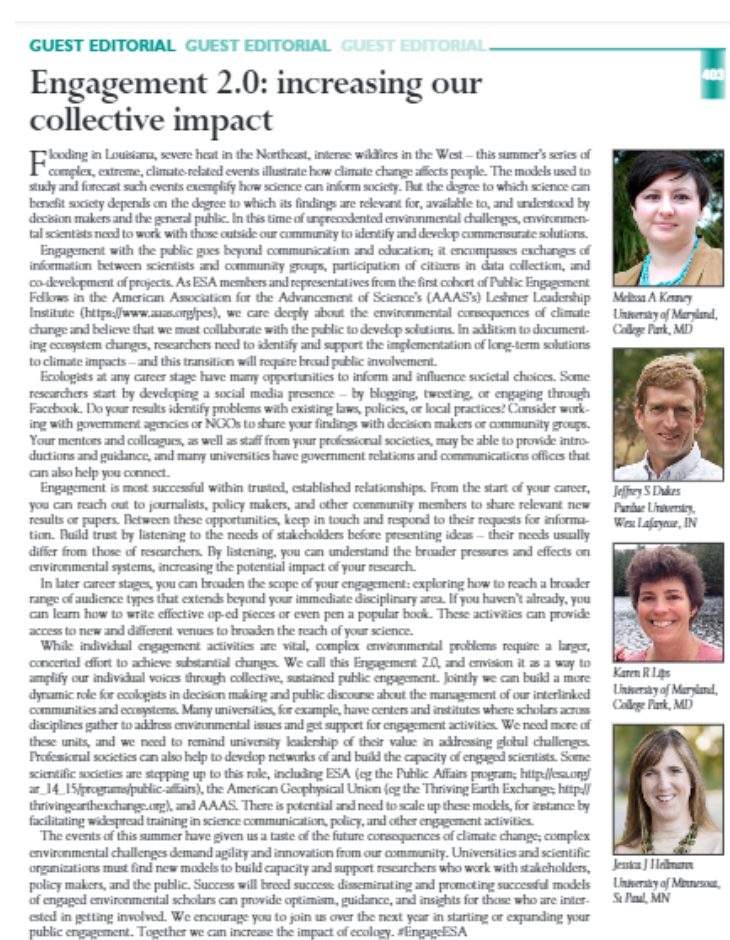 GUEST EDITORIAL GUEST EDITORIAL GUEST EDITORIAL
403
Engagement 2.0: increasing our
collective impact
Flooding in Louisiana, severe heat in the Northeast, intense wildfires in the West – this summer's series of
complex, extreme, climate-related events illustrate how climate change affects people. The models used to
study and forecast such events exemplify how science can inform society. But the degree to which science can
benefit society depends on the degree to which its findings are relevant for, available to, and understood by
decision makers and the general public. In this time of unprecedented environmental challenges, environmen-
tal scientists need to work with those outside our community to identify and develop commensurate solutions.
Engagement with the public goes beyond communication and education; it encompasses exchanges of
information between scientists and community groups, participation of citizens in data collection, and
co-development of projects. As ESA members and representatives from the first cohort of Public Engagement
Fellows in the American Association for the Advancement of Science's (AAAS's) Leshner Leadership
Institute (https://www.aaas.org/pes), we care deeply about the environmental consequences of climate
change and believe that we must collaborate with the public to develop solutions. In addition to document-
ing ecosystem changes, researchers need to identify and support the implementation of long-term solutions
to climate impacts – and this transition will require broad public involvement.
Ecologists at any career stage have many opportunities to inform and influence societal choices. Some
researchers start by developing a social media presence – by blogging, tweeting, or engaging through
Facebook. Do your results identify problems with existing laws, policies, or local practices? Consider work-
ing with government agencies or NGOs to share your findings with decision makers or community groups.
Your mentors and colleagues, as well as staff from your professional societies, may be able to provide intro-
ductions and guidance, and many universities have government relations and communications offices that
can also help you connect.
Engagement is most successful within trusted, established relationships. From the start of your career,
you can reach out to journalists, policy makers, and other community members to share relevant new
results or papers. Between these opportunities, keep in touch and respond to their requests for informa-
tion. Build trust by listening to the needs of stakeholders before presenting ideas – their needs usually
differ from those of researchers. By listening, you can understand the broader pressures and effects on
environmental systems, increasing the potential impact of your research.
In later career stages, you can broaden the scope of your engagement: exploring how to reach a broader
range of audience types that extends beyond your immediate disciplinary area. If you haven't already, you
can learn how to write effective op-ed pieces or even pen a popular book. These activities can provide
access to new and different venues to broaden the reach of your science.
While individual engagement activities are vital, complex environmental problems require a larger,
concerted effort to achieve substantial changes. We call this Engagement 2.0, and envision it as a way to
amplify our individual voices through collective, sustained public engagement. Jointly we can build a more
dynamic role for ecologists in decision making and public discourse about the management of our interlinked
communities and ecosystems. Many universities, for example, have centers and institutes where scholars across
disciplines gather to address environmental issues and get support for engagement activities. We need more of
these units, and we need to remind university leadership of their value in addressing global challenges.
Professional societies can also help to develop networks of and build the capacity of engaged scientists. Some
scientific societies are stepping up to this role, including ESA (eg the Public Affairs program; http://esa.org/
ar_14_15/programs/public-affairs), the American Geophysical Union (eg the Thriving Earth Exchange; http://
thrivingearthexchange.org), and AAAS. There is potential and need to scale up these models, for instance by
facilitating widespread training in science communication, policy, and other engagement activities.
The events of this summer have given us a taste of the future consequences of climate change; complex
environmental challenges demand agility and innovation from our community. Universities and scientific
organizations must find new models to build capacity and support researchers who work with stakeholders,
policy makers, and the public. Success will breed success: disseminating and promoting successful models
of engaged environmental scholars can provide optimism, guidance, and insights for those who are inter-
ested in getting involved. We encourage you to join us over the next year in starting or expanding your
public engagement. Together we can increase the impact of ecology. #EngageESA
Melissa A Kenney
University of Maryland,
College Park, MD
Jeffrey S Dukes
Purdue University,
West Lafayette, IN
Karen R Lips
University of Maryland,
College Park, MD
Jessica J Hellmann
University of Minnesota,
St Paul, MN